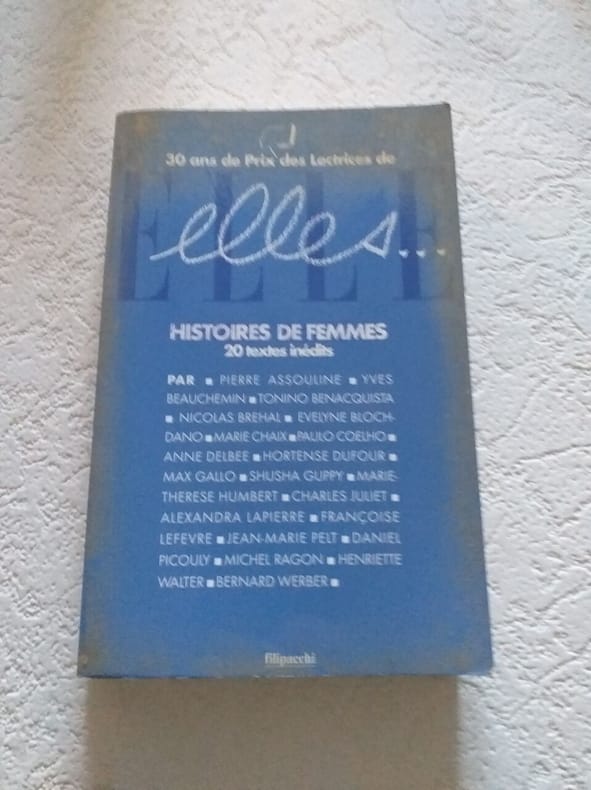 30 ans de Prix des Lectrices de
ELLE
elles...
HISTOIRES DE FEMMES
20 textes inédits
PAR ■ PIERRE ASSOULINE ■ YVES
BEAUCHEMIN ■ TONINO BENACQUISTA
■ NICOLAS BREHAL ■ EVELYNE BLOCH-
DANO ■ MARIE CHAIX ■ PAULO COELHO ■
ANNE DELBEE ■ HORTENSE DUFOUR ■
MAX GALLO ■ SHUSHA GUPPY ■ MARIE-
THERESE HUMBERT ■ CHARLES JULIET ■
ALEXANDRA LAPIERRE ■ FRANÇOISE
LEFEVRE ■ JEAN-MARIE PELT ■ DANIEL
PICOULY ■ MICHEL RAGON ■ HENRIETTE
WALTER ■ BERNARD WERBER ■
filipacchi